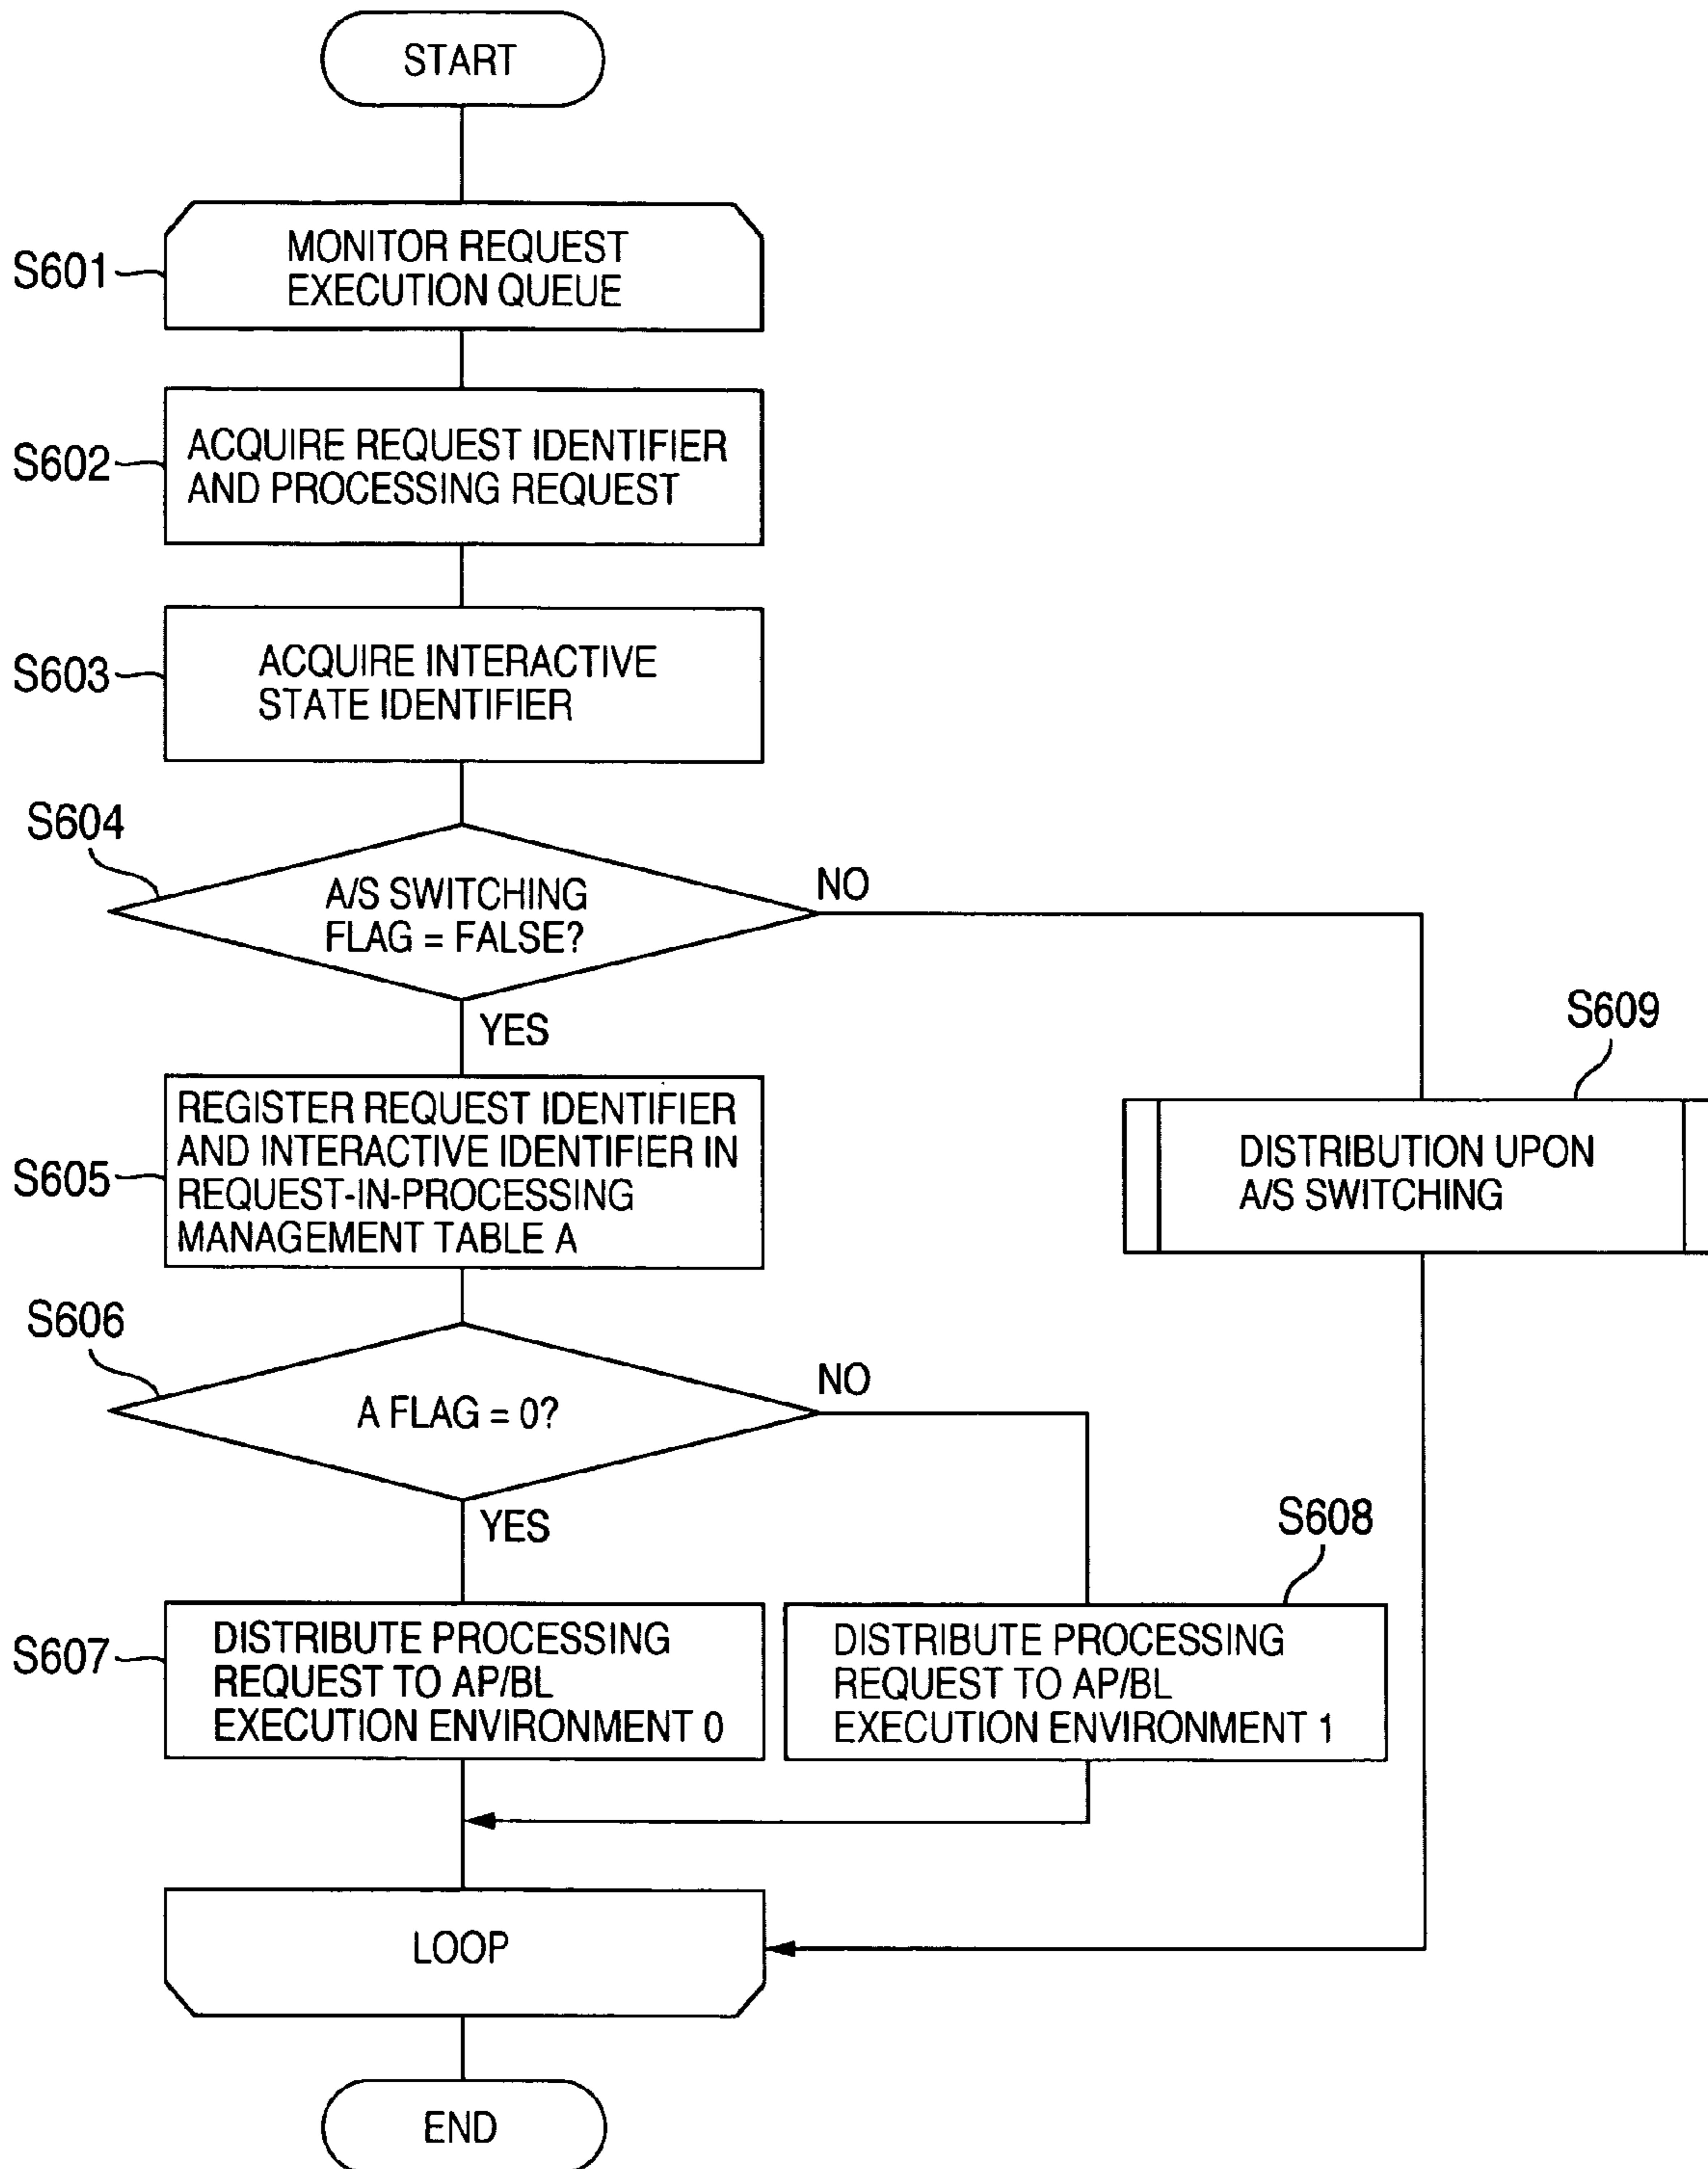 START
S601
MONITOR REQUEST
EXECUTION QUEUE
S602
ACQUIRE REQUEST IDENTIFIER
AND PROCESSING REQUEST
S603
ACQUIRE INTERACTIVE
STATE IDENTIFIER
S604
A/S SWITCHING
FLAG = FALSE?
NO
YES
S605
REGISTER REQUEST IDENTIFIER
AND INTERACTIVE IDENTIFIER IN
REQUEST-IN-PROCESSING
MANAGEMENT TABLE A
S609
DISTRIBUTION UPON
A/S SWITCHING
S606
A FLAG = 0?
NO
YES
S607
DISTRIBUTE PROCESSING
REQUEST TO AP/BL
EXECUTION ENVIRONMENT 0
S608
DISTRIBUTE PROCESSING
REQUEST TO AP/BL
EXECUTION ENVIRONMENT 1
LOOP
END